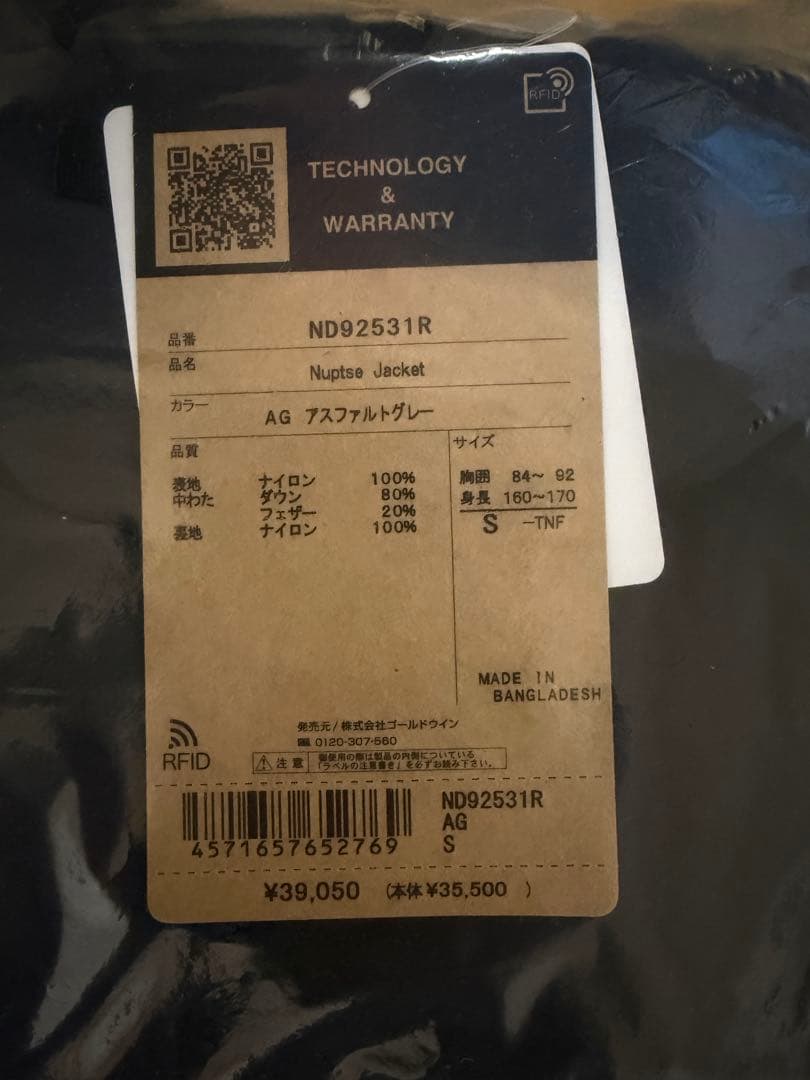 RFID
TECHNOLOGY
&
WARRANTY
品番 ND92531R
品名 Nuptse Jacket
カラー AG アスファルトグレー
品質
表地 ナイロン 100%
中わた ダウン 80%
フェザー 20%
裏地 ナイロン 100%
サイズ
胸囲 84～ 92
身長 160～170
S -TNF
MADE IN
BANGLADESH
発売元/株式会社ゴールドウイン
0120-307-560
RFID
注意 御使用の際は製品の内側についている
「ラベルの注意書き」を必ずお読み下さい。
4571657652769
ND92531R
AG
S
¥39,050 (本体¥35,500 )